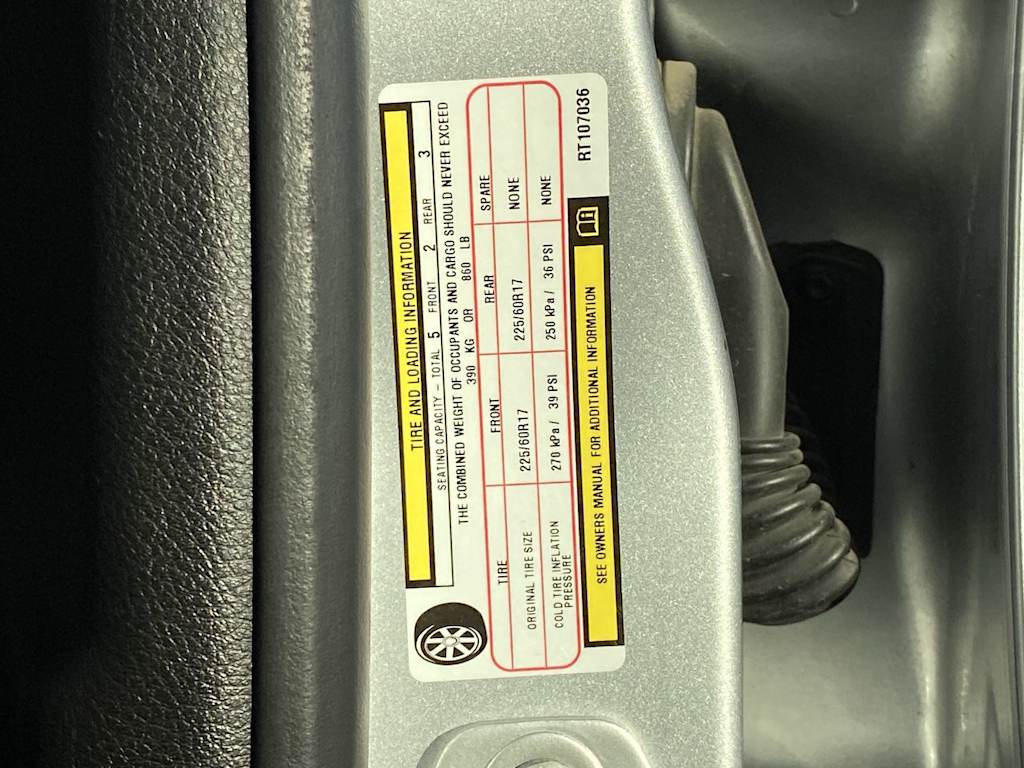 TIRE AND LOADING INFORMATION
SEATING CAPACITY – TOTAL 5 FRONT 2 REAR 3
THE COMBINED WEIGHT OF OCCUPANTS AND CARGO SHOULD NEVER EXCEED
390 KG OR 860 LB
TIRE FRONT REAR SPARE
ORIGINAL TIRE SIZE 225/60R17 225/60R17 NONE
COLD TIRE INFLATION PRESSURE 270 kPa / 39 PSI 250 kPa / 36 PSI NONE
SEE OWNERS MANUAL FOR ADDITIONAL INFORMATION
RT107036